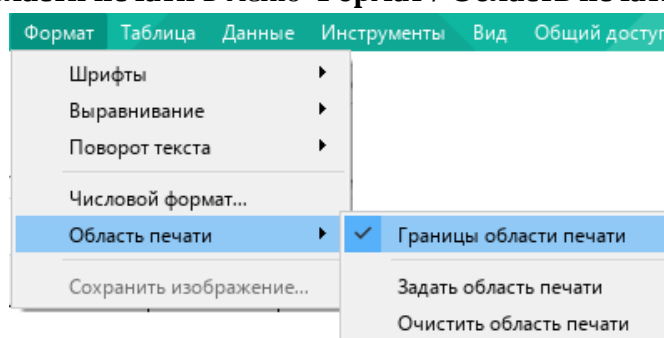 Формат Таблица Данные Инструменты Вид Общий доступ
Шрифты
Выравнивание
Поворот текста
Числовой формат...
Область печати
Границы области печати
Сохранить изображение...
Задать область печати
Очистить область печати